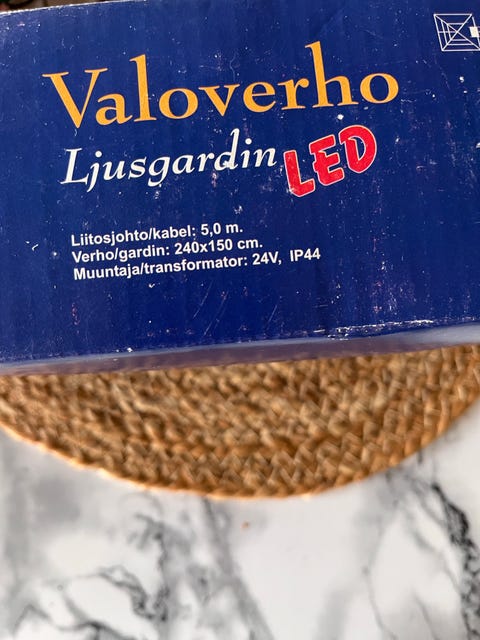 Valoverho
Ljusgardin LED
Liitosjohto/kabel: 5,0 m.
Verho/gardin: 240x150 cm.
Muuntaja/transformator: 24V, IP44